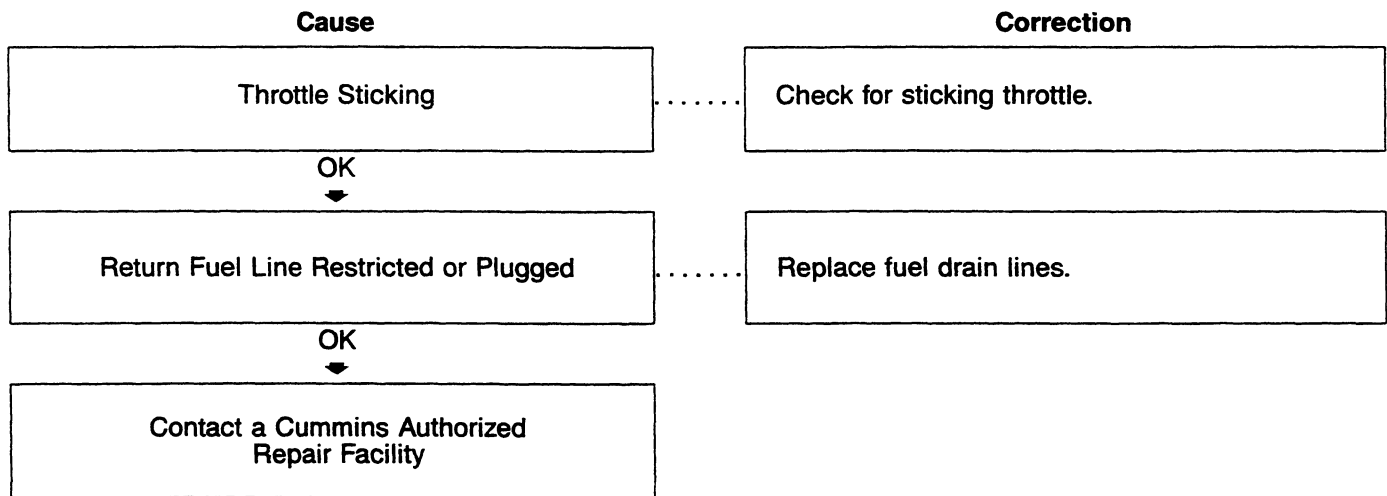 Cause
Correction
Throttle Sticking
.......
Check for sticking throttle.
OK
Return Fuel Line Restricted or Plugged
.......
Replace fuel drain lines.
OK
Contact a Cummins Authorized
Repair Facility